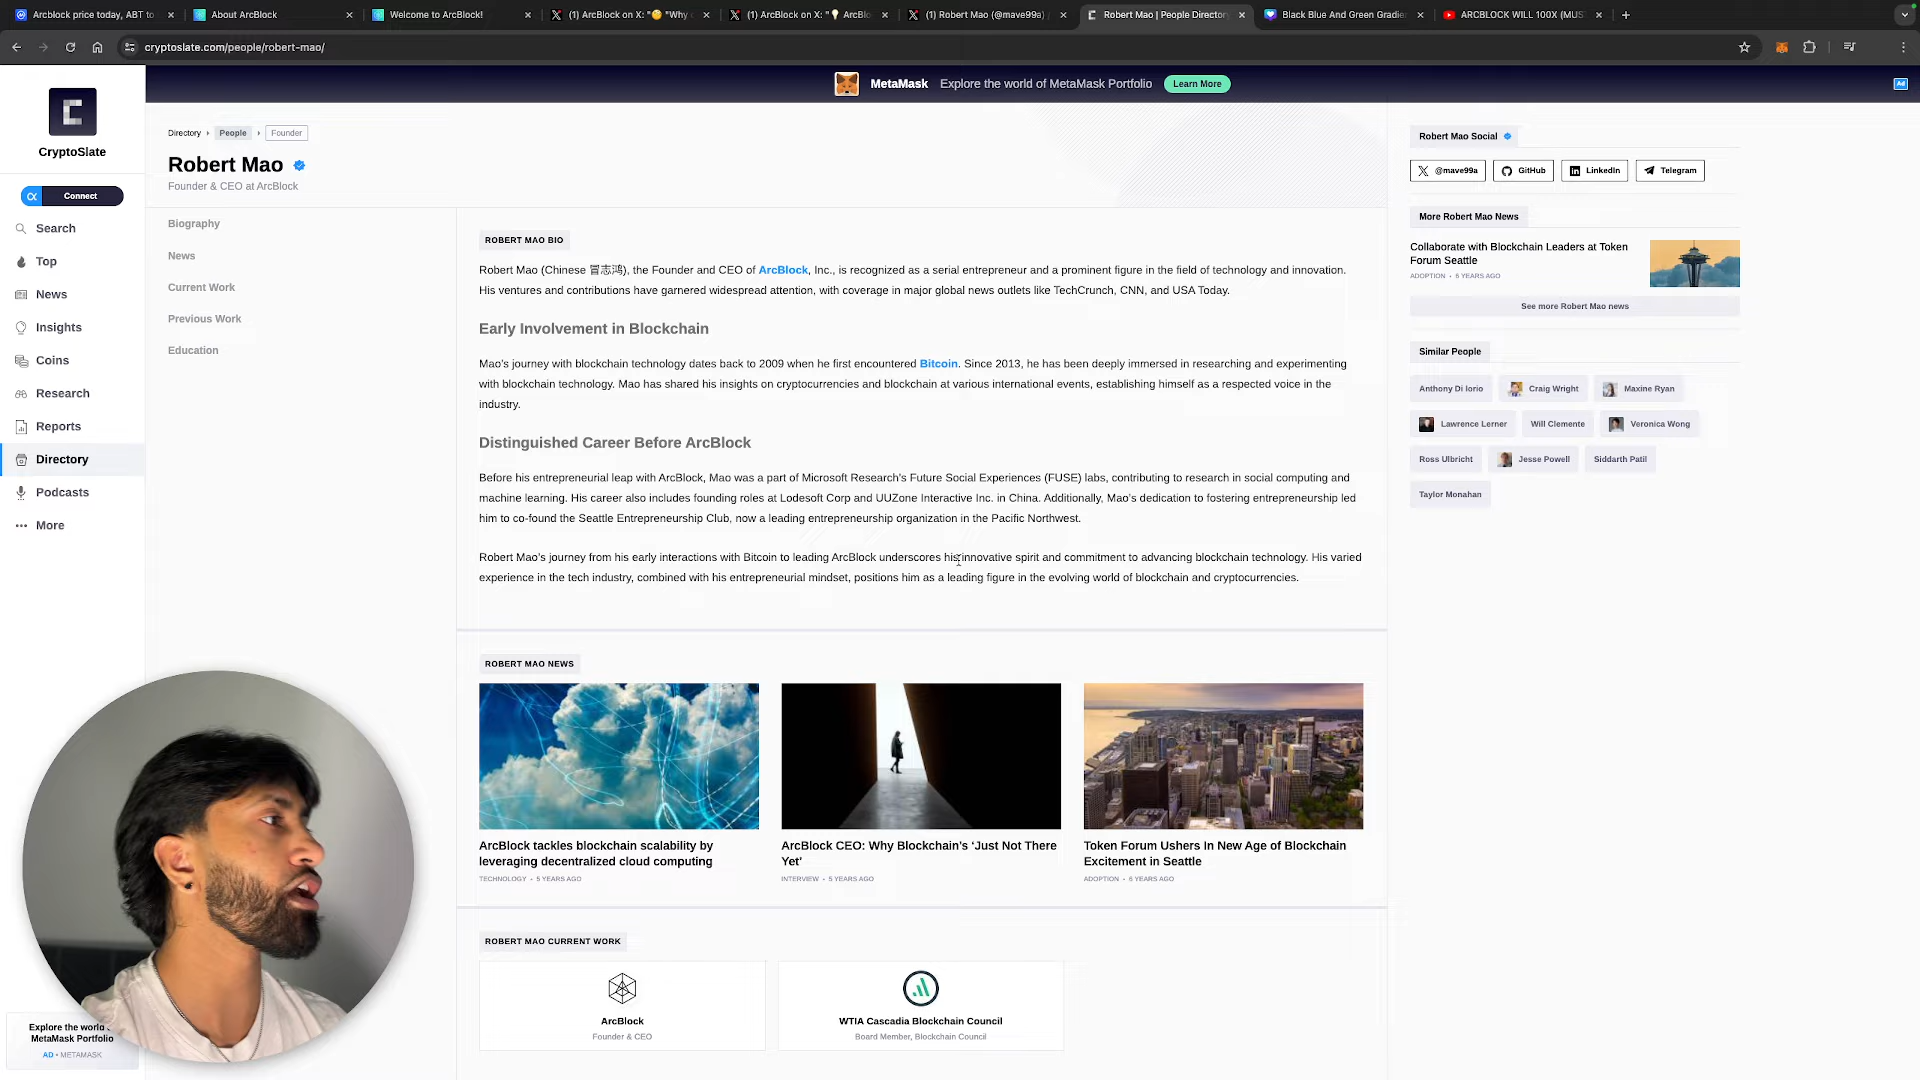 Arcblock price today, ABT to
About ArcBlock
Welcome to ArcBlock!
(1) ArcBlock on X: "🤔 "Why
(1) ArcBlock on X: "💡 ArcBlo
(1) Robert Mao (@mave99a) /
Robert Mao | People Directory
Black Blue And Green Gradie
ARCBLOCK WILL 100X (MUS
cryptoslate.com/people/robert-mao/
MetaMask Explore the world of MetaMask Portfolio Learn More
Ad
CryptoSlate
Connect
Search
Top
News
Insights
Coins
Research
Reports
Directory
Podcasts
More
Explore the world
MetaMask Portfolio
AD • METAMASK
Directory › People › Founder
Robert Mao
Founder & CEO at ArcBlock
Biography
News
Current Work
Previous Work
Education
ROBERT MAO BIO
Robert Mao (Chinese 冒志鸿), the Founder and CEO of ArcBlock, Inc., is recognized as a serial entrepreneur and a prominent figure in the field of technology and innovation.
His ventures and contributions have garnered widespread attention, with coverage in major global news outlets like TechCrunch, CNN, and USA Today.
Early Involvement in Blockchain
Mao's journey with blockchain technology dates back to 2009 when he first encountered Bitcoin. Since 2013, he has been deeply immersed in researching and experimenting
with blockchain technology. Mao has shared his insights on cryptocurrencies and blockchain at various international events, establishing himself as a respected voice in the
industry.
Distinguished Career Before ArcBlock
Before his entrepreneurial leap with ArcBlock, Mao was a part of Microsoft Research's Future Social Experiences (FUSE) labs, contributing to research in social computing and
machine learning. His career also includes founding roles at Lodesoft Corp and UUZone Interactive Inc. in China. Additionally, Mao's dedication to fostering entrepreneurship led
him to co-found the Seattle Entrepreneurship Club, now a leading entrepreneurship organization in the Pacific Northwest.
Robert Mao's journey from his early interactions with Bitcoin to leading ArcBlock underscores his innovative spirit and commitment to advancing blockchain technology. His varied
experience in the tech industry, combined with his entrepreneurial mindset, positions him as a leading figure in the evolving world of blockchain and cryptocurrencies.
ROBERT MAO NEWS
ArcBlock tackles blockchain scalability by
leveraging decentralized cloud computing
TECHNOLOGY • 5 YEARS AGO
ArcBlock CEO: Why Blockchain's 'Just Not There
Yet'
INTERVIEW • 5 YEARS AGO
Token Forum Ushers In New Age of Blockchain
Excitement in Seattle
ADOPTION • 6 YEARS AGO
ROBERT MAO CURRENT WORK
ArcBlock
Founder & CEO
WTIA Cascadia Blockchain Council
Board Member, Blockchain Council
Robert Mao Social
@mave99a
GitHub
LinkedIn
Telegram
More Robert Mao News
Collaborate with Blockchain Leaders at Token
Forum Seattle
ADOPTION • 5 YEARS AGO
See more Robert Mao news
Similar People
Anthony Di Iorio
Craig Wright
Maxine Ryan
Lawrence Lerner
Will Clemente
Veronica Wong
Ross Ulbricht
Jesse Powell
Siddarth Patil
Taylor Monahan